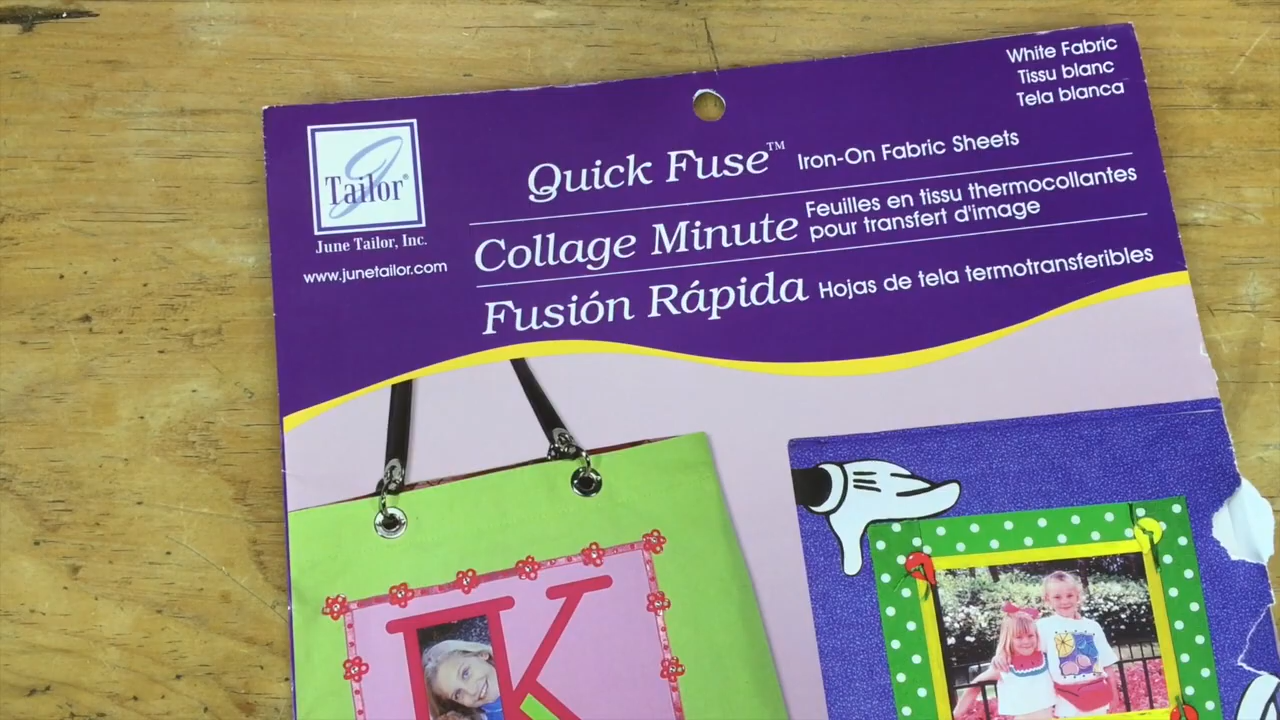 White Fabric
Tissu blanc
Tela blanca
J
Tailor®
June Tailor, Inc.
www.junetailor.com
Quick Fuse™ Iron-On Fabric Sheets
Collage Minute Feuilles en tissu thermocollantes
pour transfert d'image
Fusión Rápida Hojas de tela termotransferibles
K